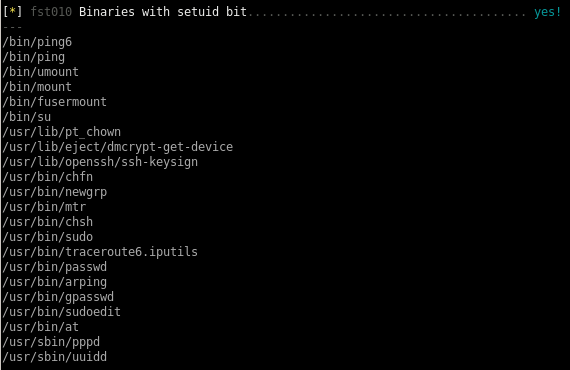 [*] fst010 Binaries with setuid bit........................................ yes!
---
/bin/ping6
/bin/ping
/bin/umount
/bin/mount
/bin/fusermount
/bin/su
/usr/lib/pt_chown
/usr/lib/eject/dmcrypt-get-device
/usr/lib/openssh/ssh-keysign
/usr/bin/chfn
/usr/bin/newgrp
/usr/bin/mtr
/usr/bin/chsh
/usr/bin/sudo
/usr/bin/traceroute6.iputils
/usr/bin/passwd
/usr/bin/arping
/usr/bin/gpasswd
/usr/bin/sudoedit
/usr/bin/at
/usr/sbin/pppd
/usr/sbin/uuidd